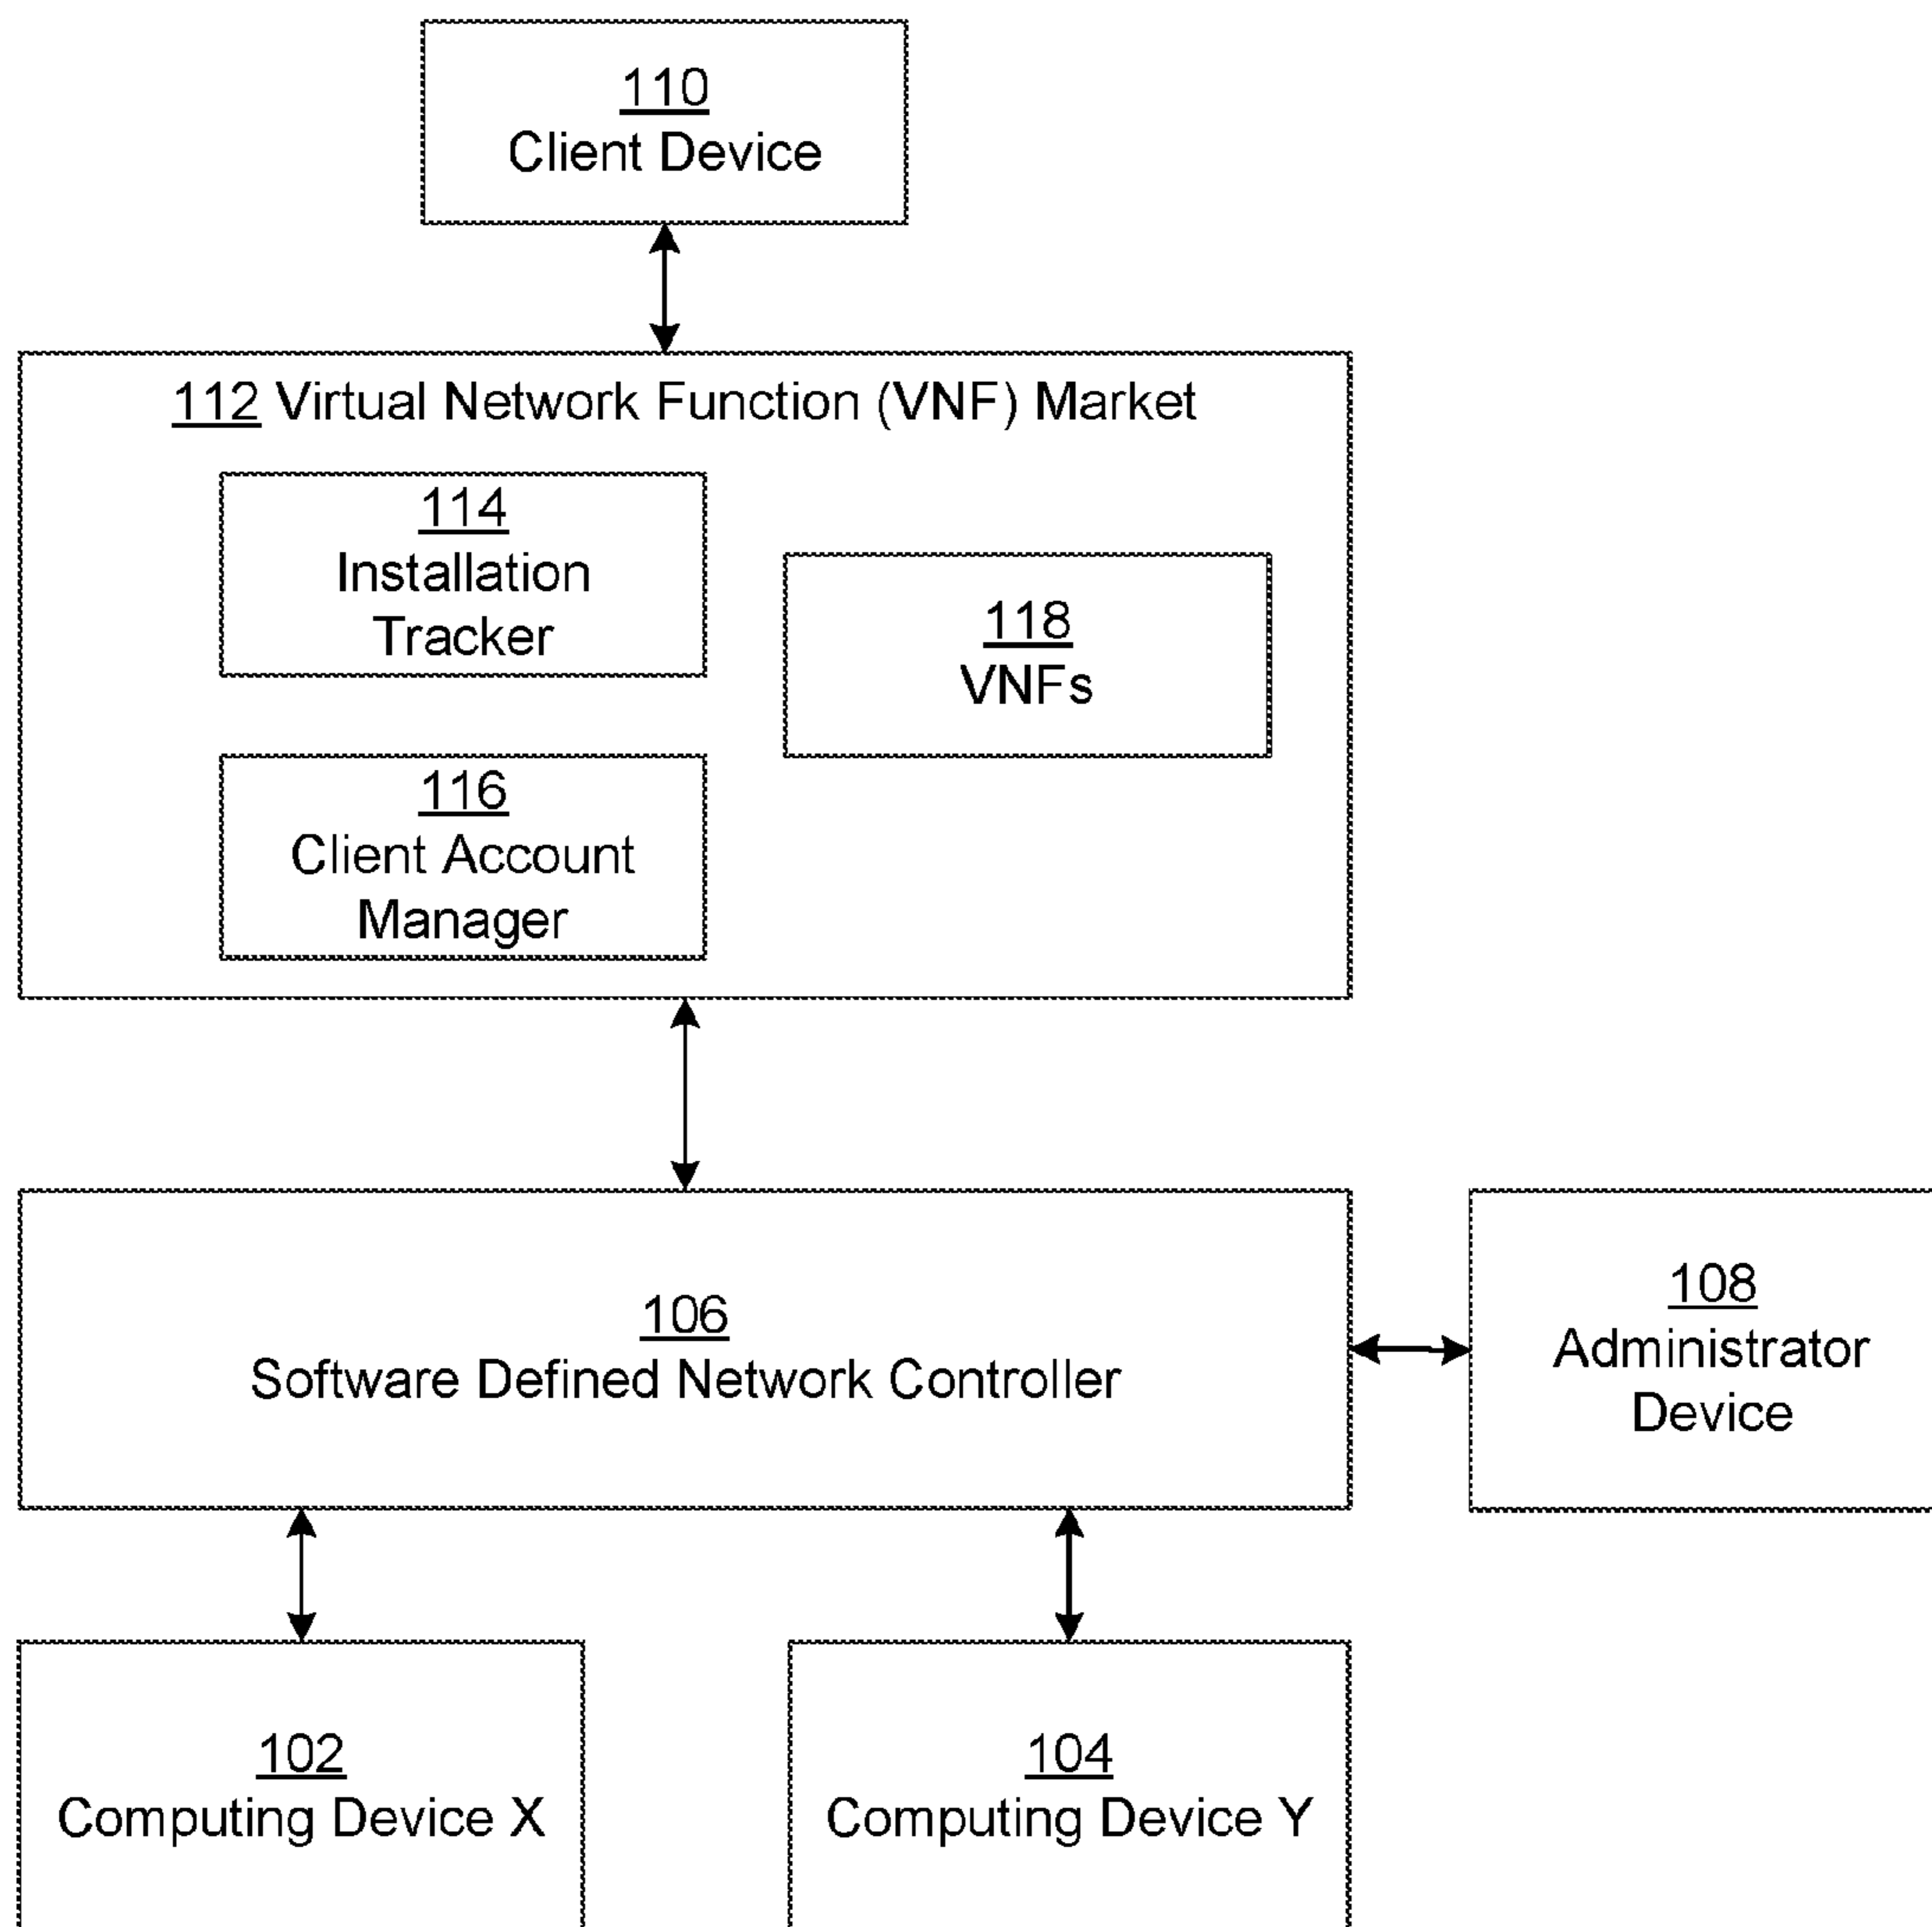 110
Client Device
112 Virtual Network Function (VNF) Market
114
Installation
Tracker
118
VNFs
116
Client Account
Manager
106
Software Defined Network Controller
108
Administrator
Device
102
Computing Device X
104
Computing Device Y